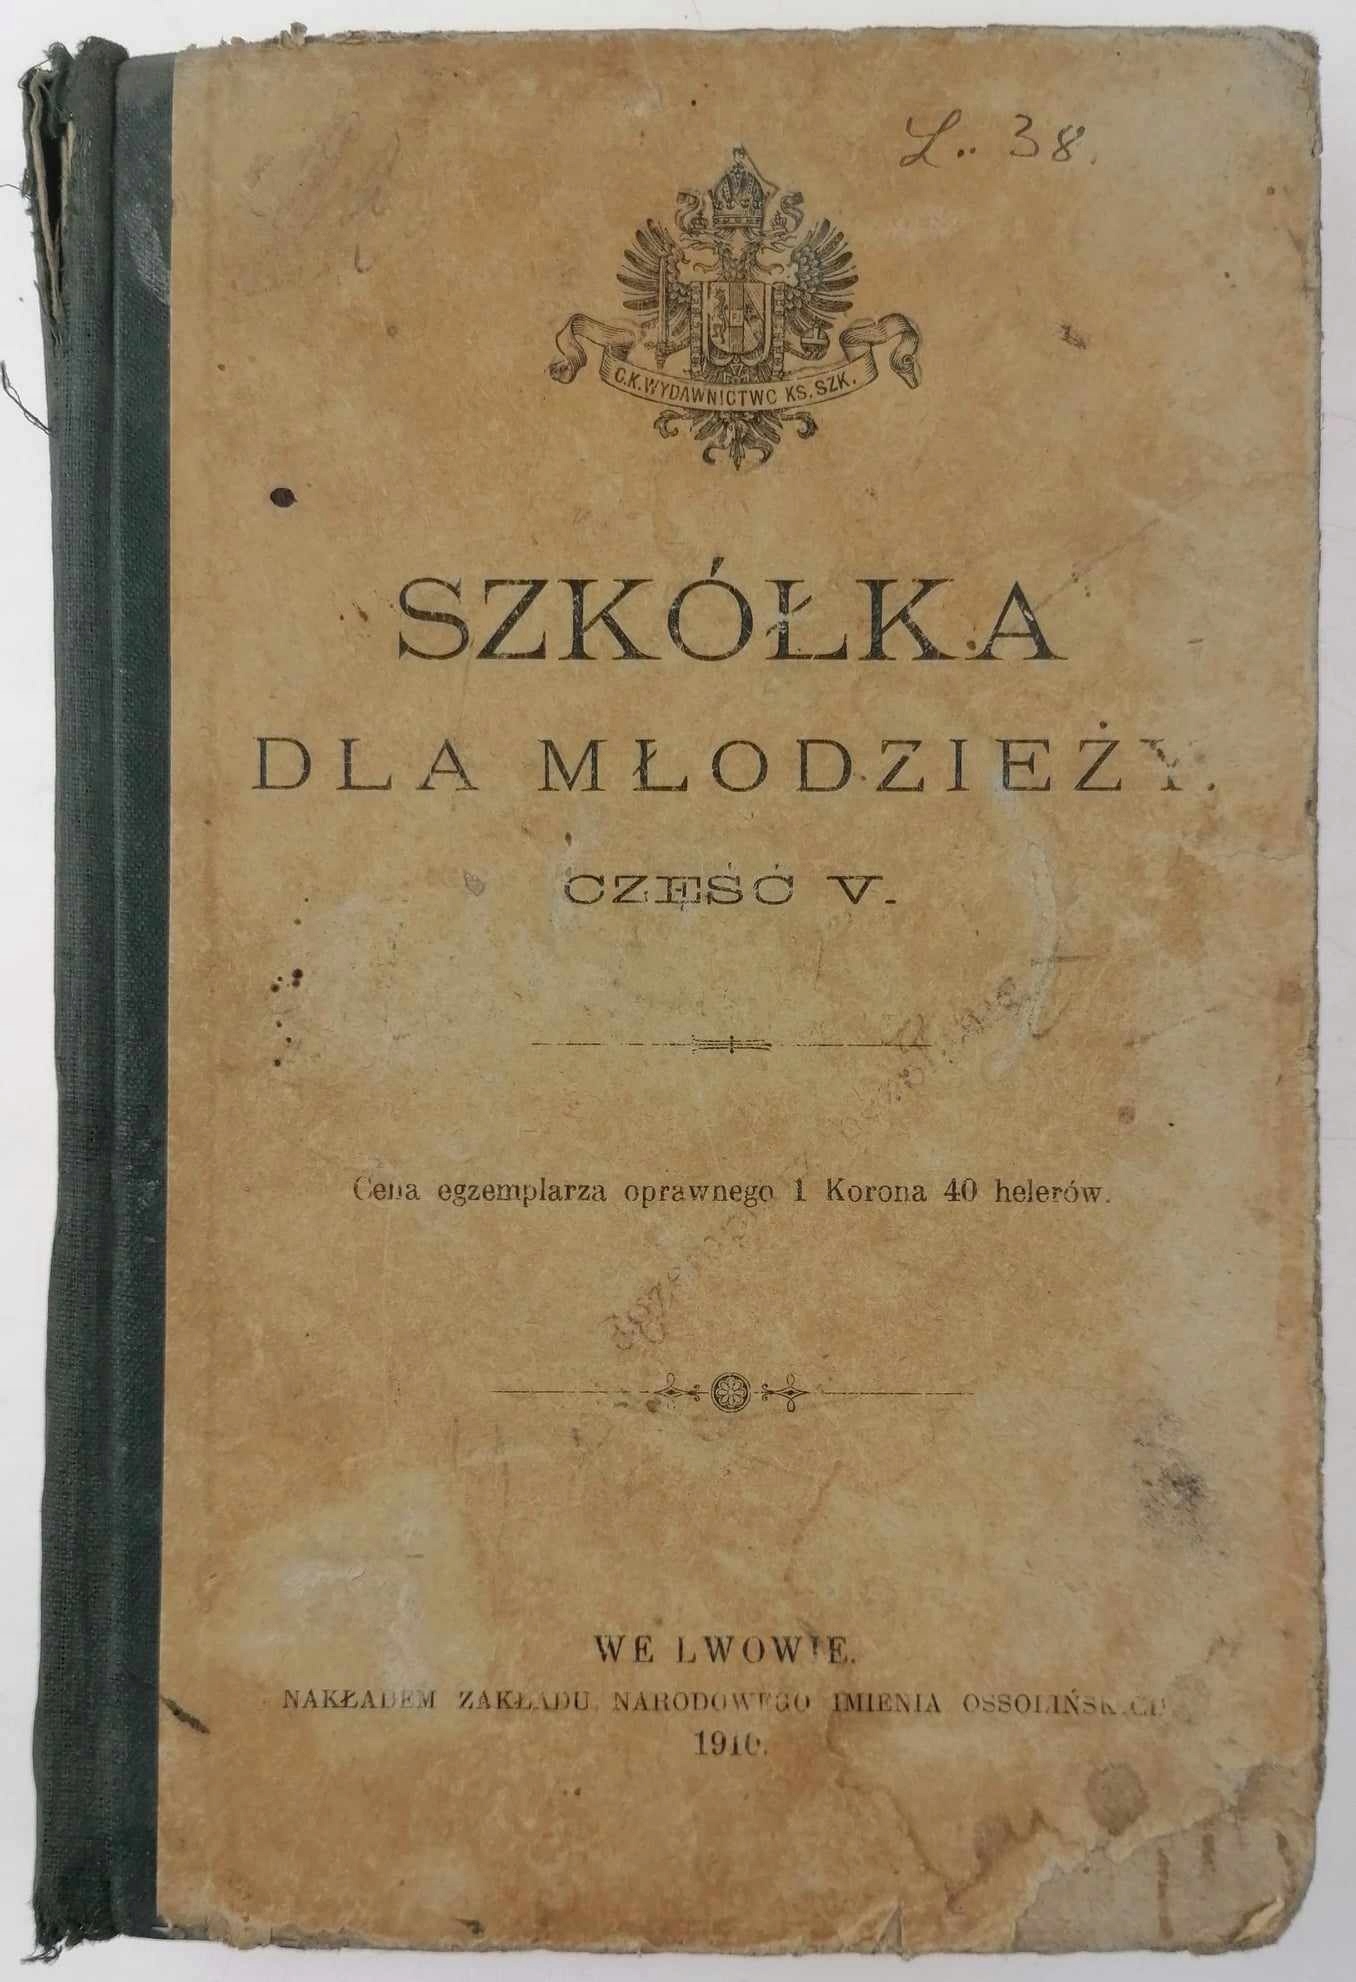 L.. 38.
C.K. WYDAWNICTWO KS. SZK.
SZKÓŁKA
DLA MŁODZIEŻY.
CZĘŚĆ V.
Cena egzemplarza oprawnego 1 Korona 40 helerów.
WE LWOWIE.
NAKŁADEM ZAKŁADU NARODOWEGO IMIENIA OSSOLIŃSKICH
1910.